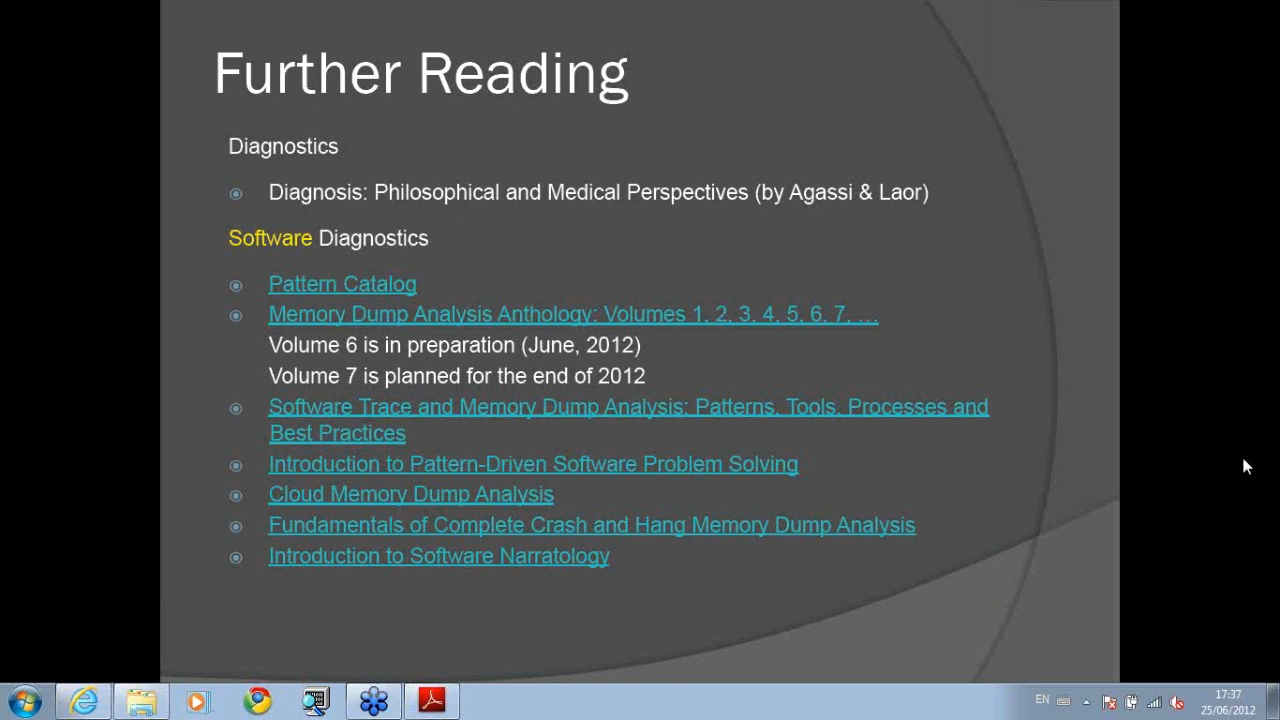 Further Reading
Diagnostics
Diagnosis: Philosophical and Medical Perspectives (by Agassi & Laor)
Software Diagnostics
Pattern Catalog
Memory Dump Analysis Anthology: Volumes 1, 2, 3, 4, 5, 6, 7, …
Volume 6 is in preparation (June, 2012)
Volume 7 is planned for the end of 2012
Software Trace and Memory Dump Analysis: Patterns, Tools, Processes and
Best Practices
Introduction to Pattern-Driven Software Problem Solving
Cloud Memory Dump Analysis
Fundamentals of Complete Crash and Hang Memory Dump Analysis
Introduction to Software Narratology
EN
17:37
25/06/2012